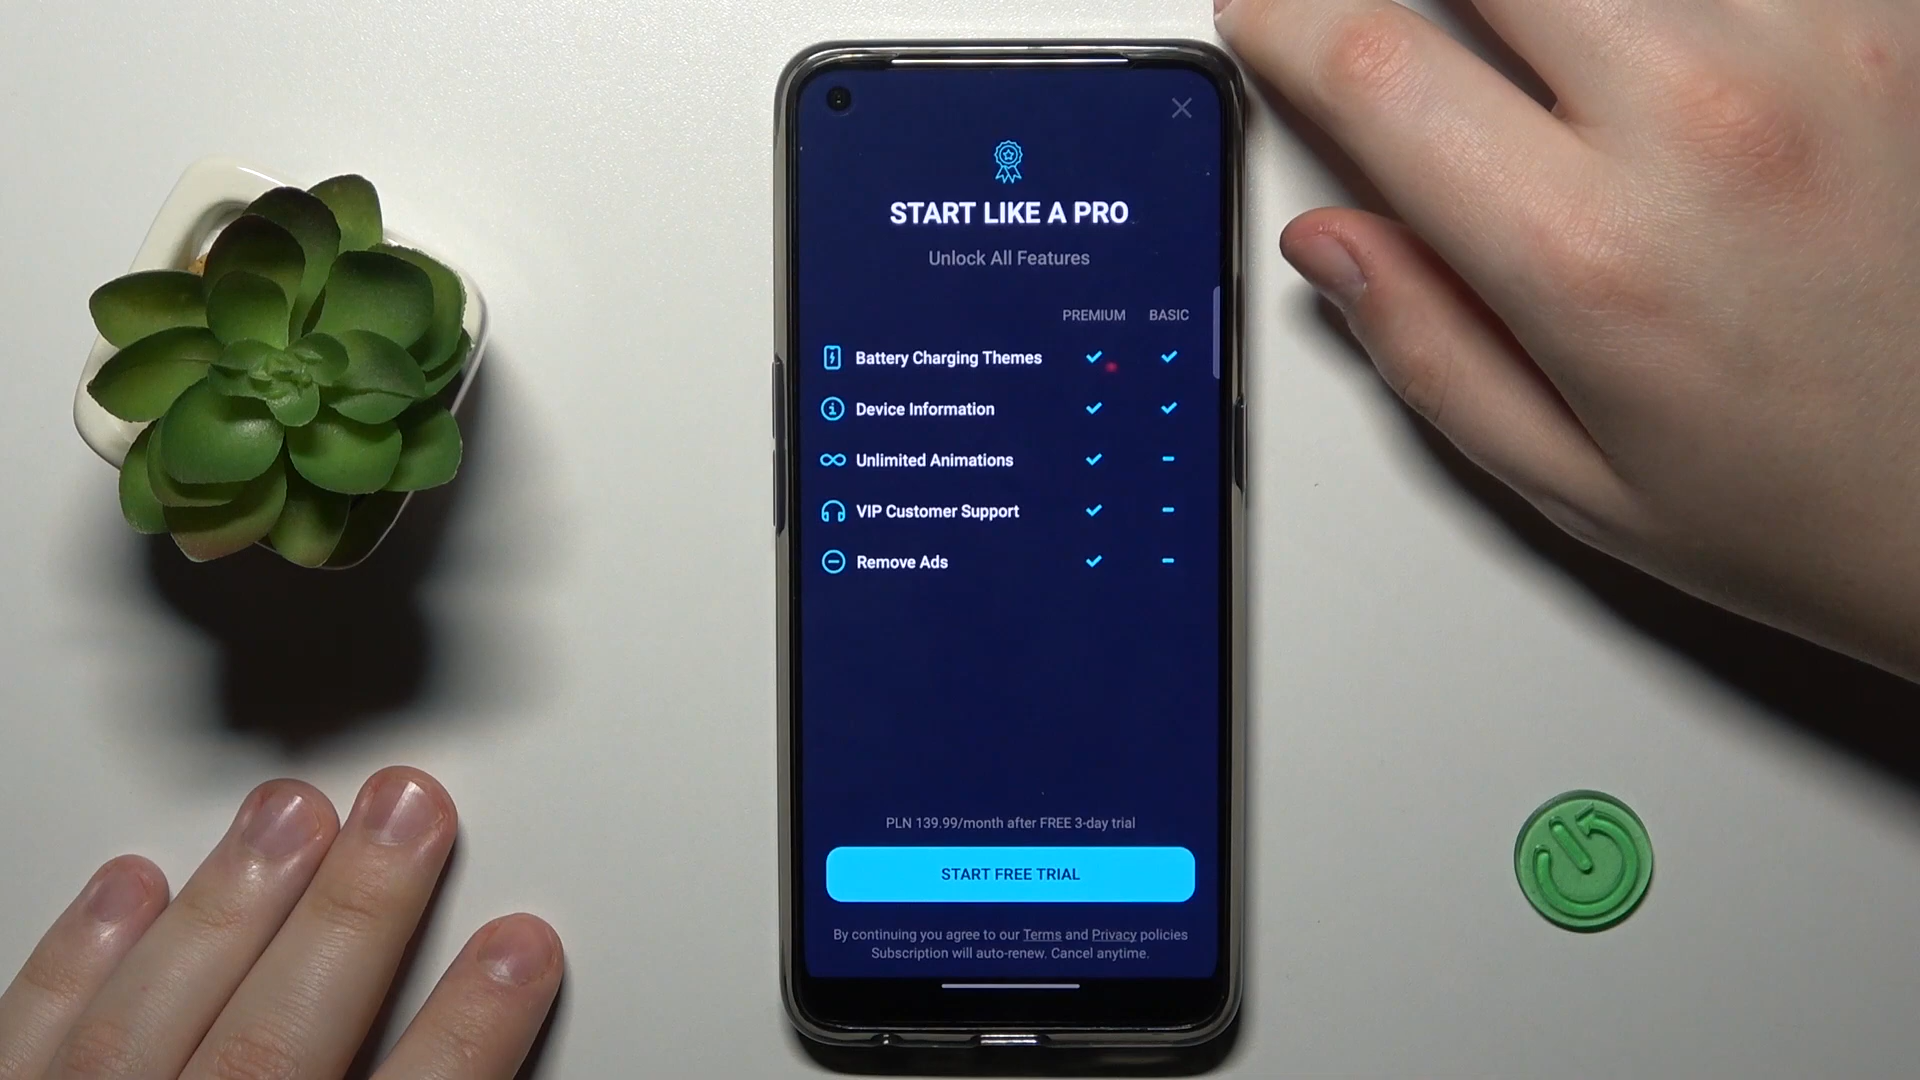 START LIKE A PRO
Unlock All Features
PREMIUM BASIC
Battery Charging Themes
Device Information
Unlimited Animations
VIP Customer Support
Remove Ads
PLN 139.99/month after FREE 3-day trial
START FREE TRIAL
By continuing you agree to our Terms and Privacy policies
Subscription will auto-renew. Cancel anytime.